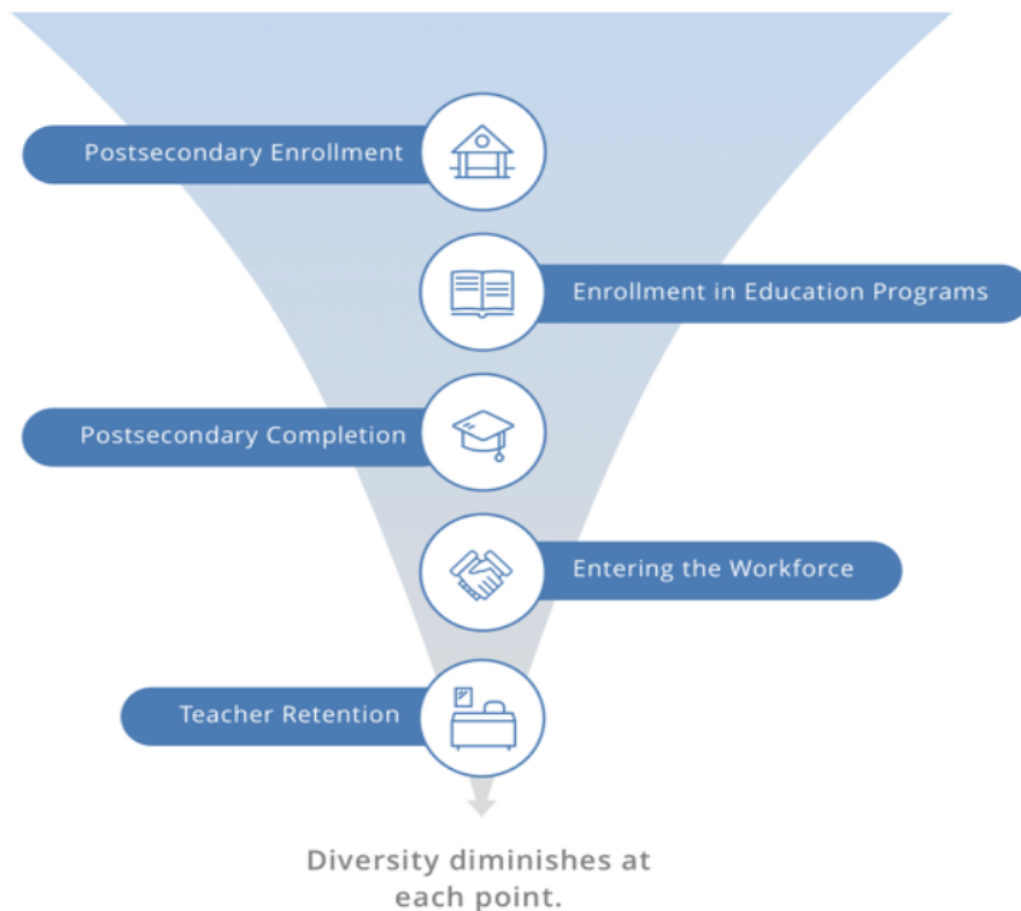 Postsecondary Enrollment
Enrollment in Education Programs
Postsecondary Completion
Entering the Workforce
Teacher Retention
Diversity diminishes at
each point.